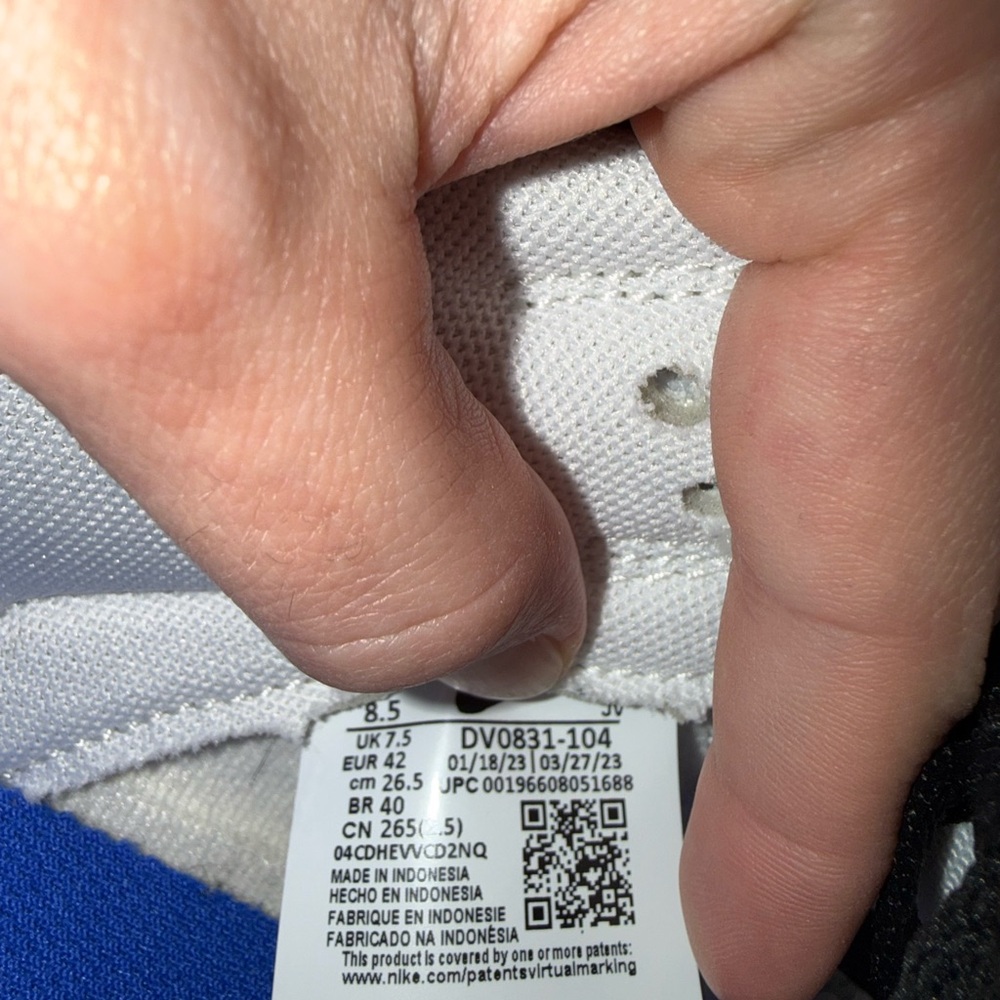 8.5 JV
UK 7.5 DV0831-104
EUR 42 01/18/23 | 03/27/23
cm 26.5 UPC 00196608051688
BR 40
CN 265
04CDHEVVCD2NQ
MADE IN INDONESIA
HECHO EN INDONESIA
FABRIQUE EN INDONESIE
FABRICADO NA INDONÉSIA
This product is covered by one or more patents:
www.nike.com/patentsvirtualmarking